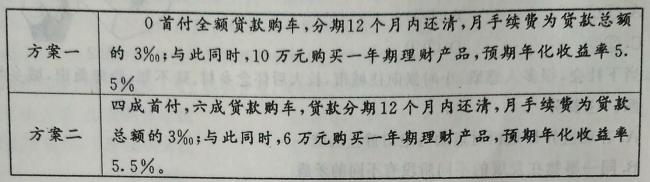 方案一
0首付全额贷款购车,分期12个月内还清,月手续费为贷款总额
的3‰;与此同时,10万元购买一年期理财产品,预期年化收益率5.
5%
方案二
四成首付,六成贷款购车,贷款分期12个月内还清,月手续费为贷款
总额的3‰;与此同时,6万元购买一年期理财产品,预期年化收益率
5.5%。